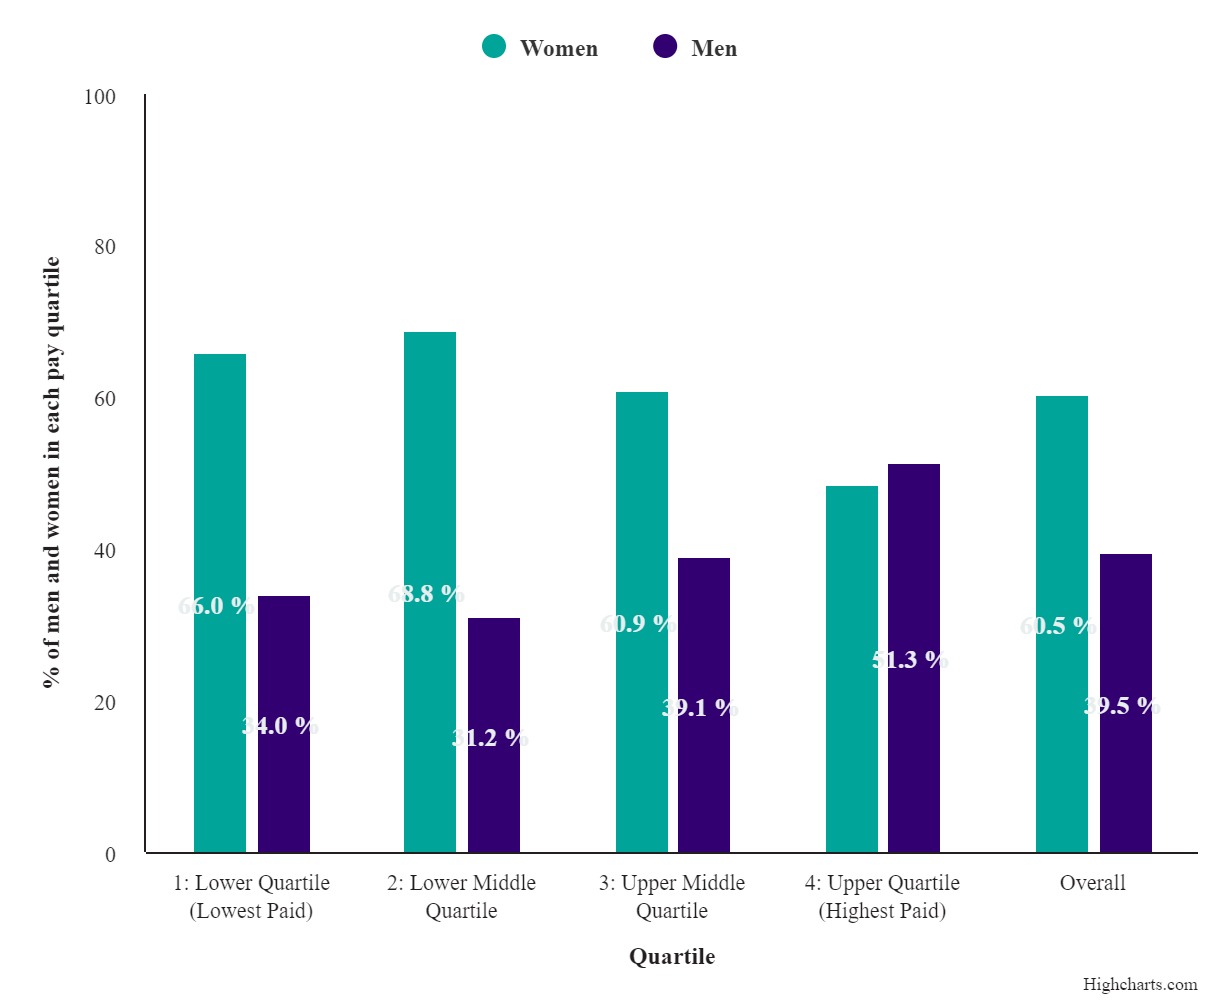 Women Men
% of men and women in each pay quartile
100
80
60
40
20
0
66.0 %
34.0 %
68.8 %
31.2 %
60.9 %
39.1 %
51.3 %
60.5 %
39.5 %
1: Lower Quartile
(Lowest Paid)
2: Lower Middle
Quartile
3: Upper Middle
Quartile
4: Upper Quartile
(Highest Paid)
Overall
Quartile
Highcharts.com